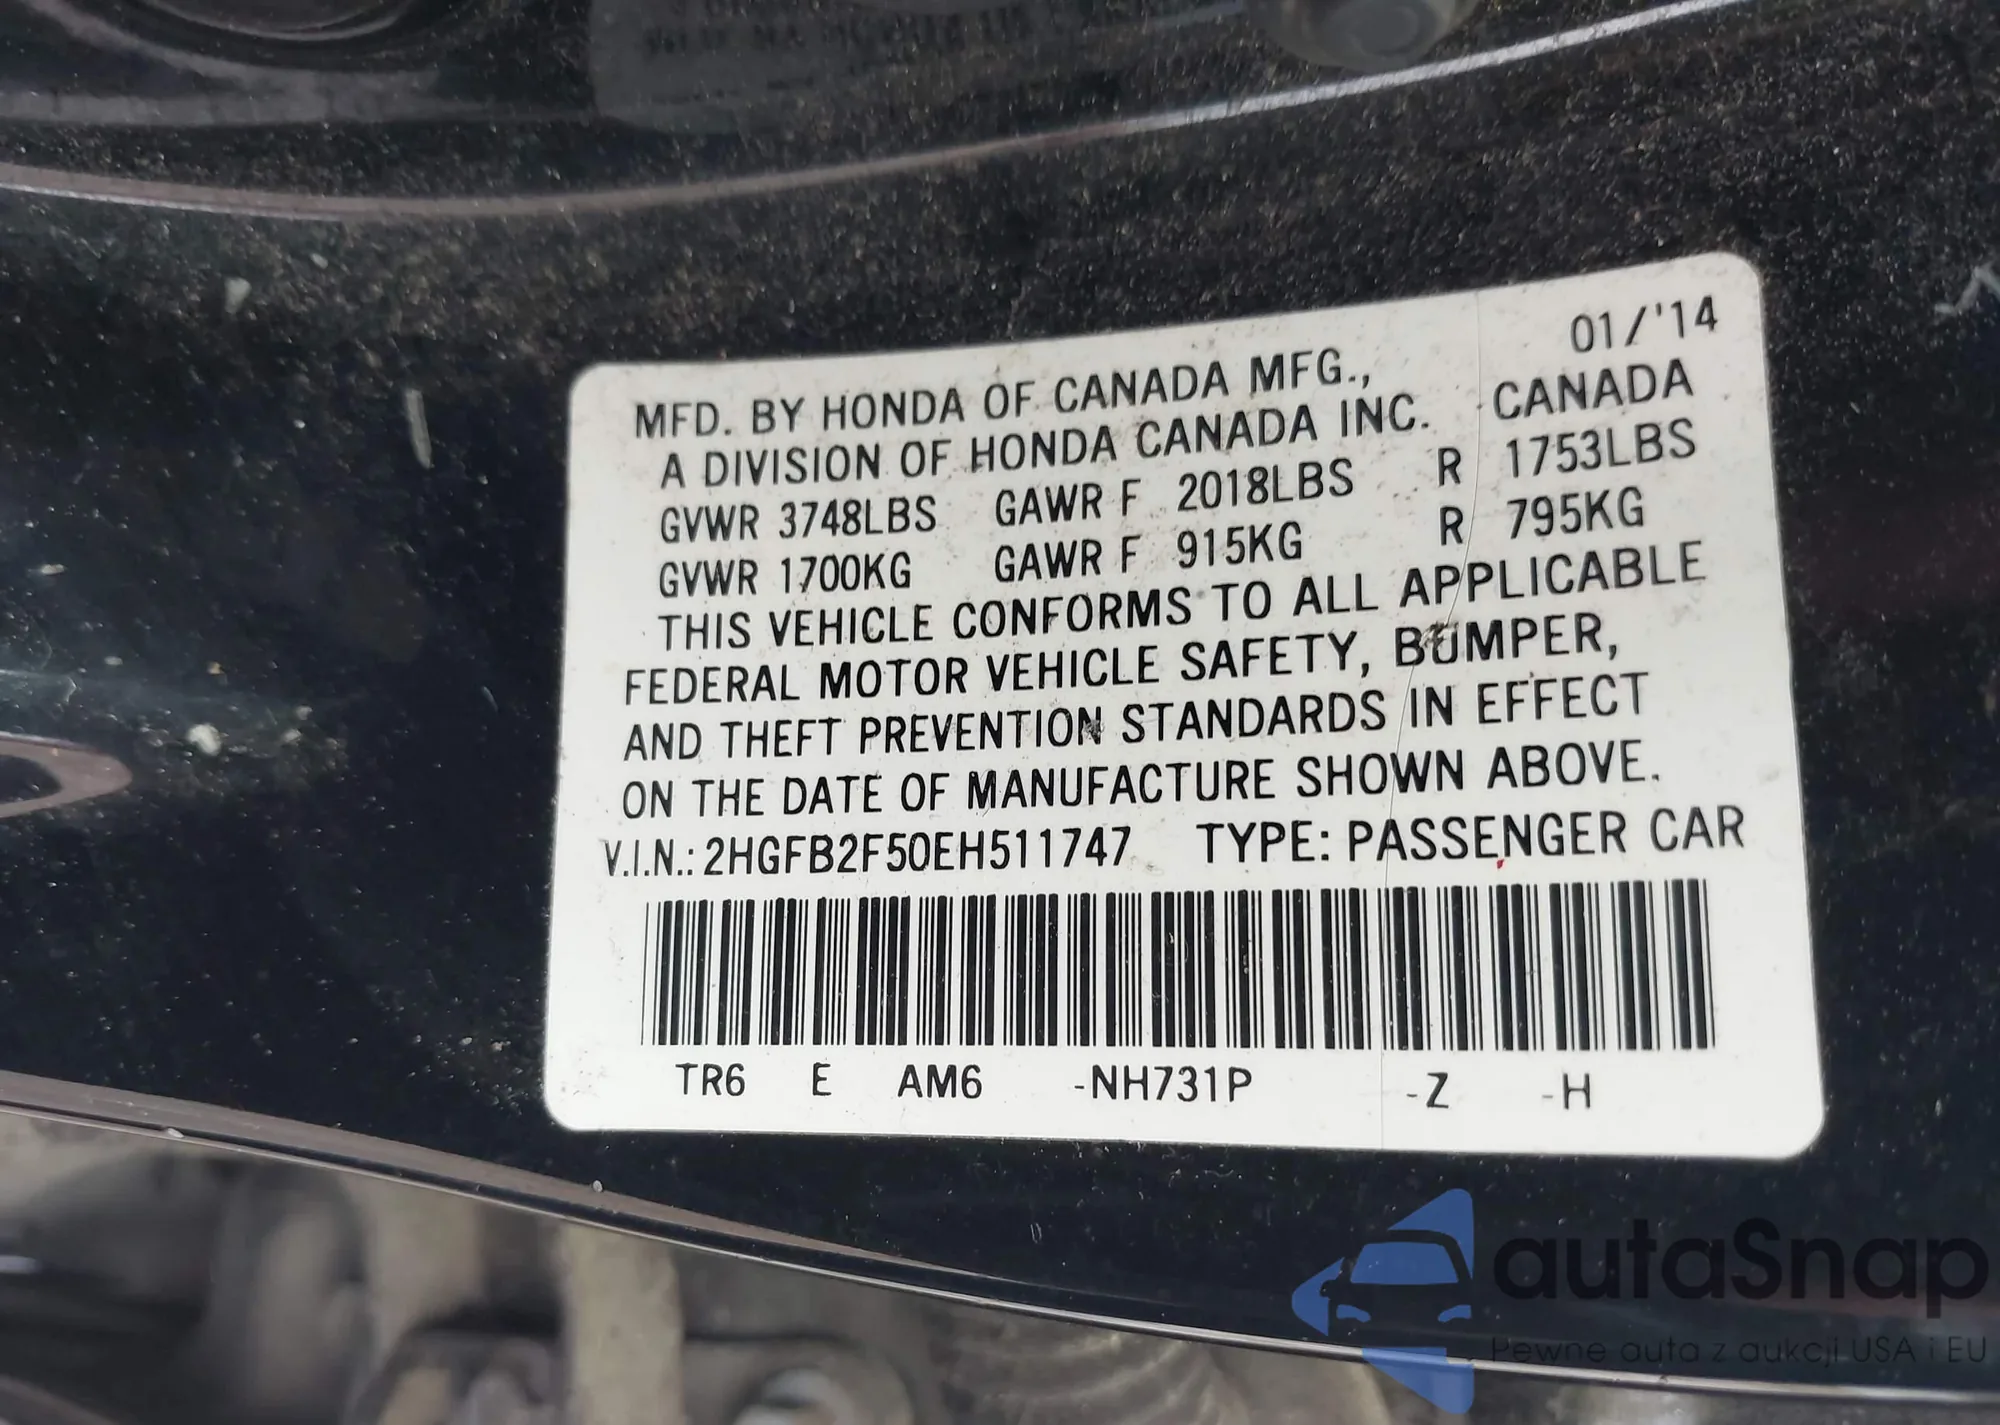 01/'14
MFD. BY HONDA OF CANADA MFG.,
A DIVISION OF HONDA CANADA INC. CANADA
GVWR 3748LBS GAWR F 2018LBS R 1753LBS
GVWR 1700KG GAWR F 915KG R 795KG
THIS VEHICLE CONFORMS TO ALL APPLICABLE
FEDERAL MOTOR VEHICLE SAFETY, BUMPER,
AND THEFT PREVENTION STANDARDS IN EFFECT
ON THE DATE OF MANUFACTURE SHOWN ABOVE.
V.I.N.: 2HGFB2F50EH511747 TYPE: PASSENGER CAR
TR6 E AM6 -NH731P -Z -H
autaSnap
Pewne auta z aukcji USA i EU